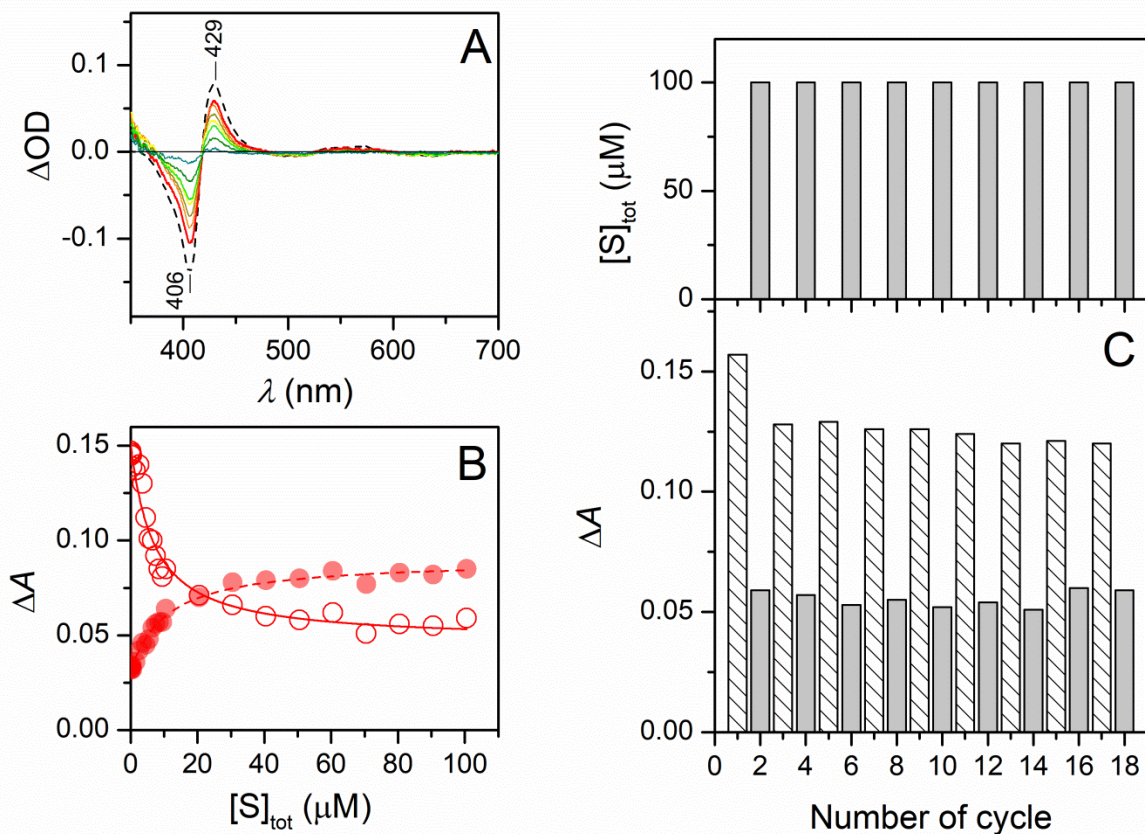 A
429
406
0.1
0.0
-0.1
ΔOD
400 500 600 700
λ (nm)
B
0.15
0.10
0.05
0.00
ΔA
0 20 40 60 80 100
[S]tot (μM)
100
50
0
[S]tot (μM)
C
0.15
0.10
0.05
0.00
ΔA
0 2 4 6 8 10 12 14 16 18
Number of cycle